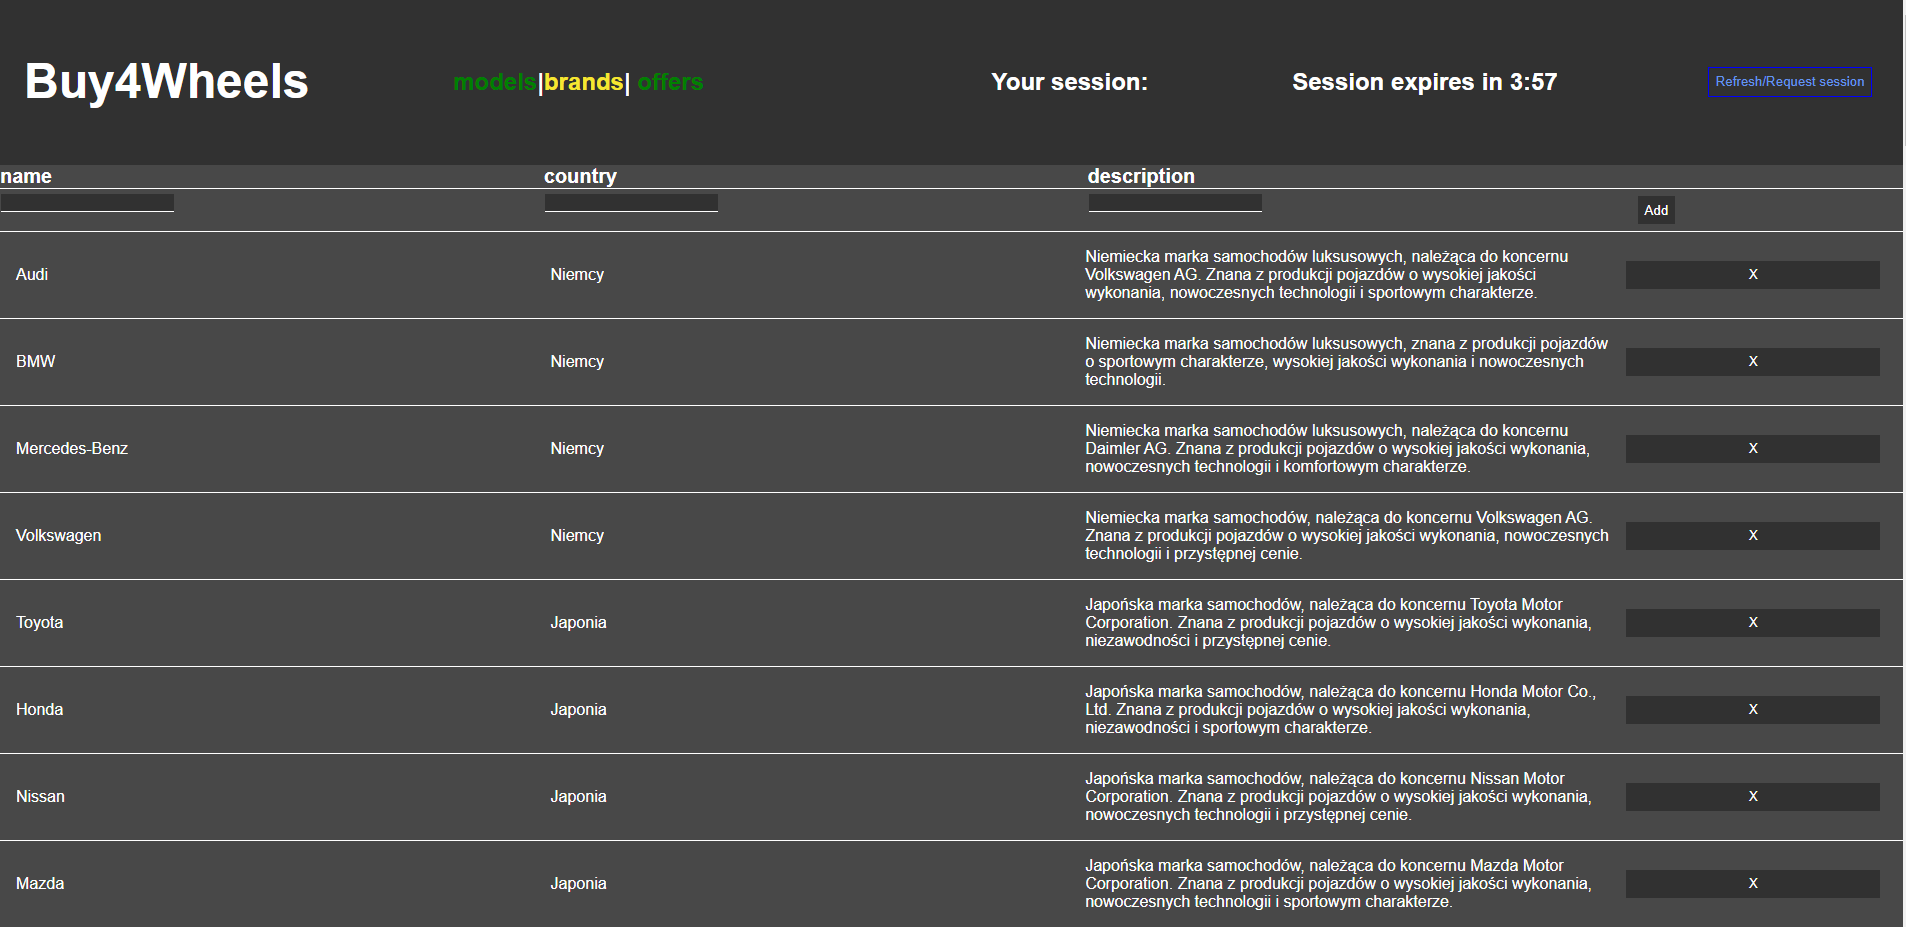 Buy4Wheels
models|brands| offers
Your session:
Session expires in 3:57
Refresh/Request session
name
country
description
Add
Audi
Niemcy
Niemiecka marka samochodów luksusowych, należąca do koncernu
Volkswagen AG. Znana z produkcji pojazdów o wysokiej jakości
wykonania, nowoczesnych technologii i sportowym charakterze.
X
BMW
Niemcy
Niemiecka marka samochodów luksusowych, znana z produkcji pojazdów
o sportowym charakterze, wysokiej jakości wykonania i nowoczesnych
technologii.
X
Mercedes-Benz
Niemcy
Niemiecka marka samochodów luksusowych, należąca do koncernu
Daimler AG. Znana z produkcji pojazdów o wysokiej jakości wykonania,
nowoczesnych technologii i komfortowym charakterze.
X
Volkswagen
Niemcy
Niemiecka marka samochodów, należąca do koncernu Volkswagen AG.
Znana z produkcji pojazdów o wysokiej jakości wykonania, nowoczesnych
technologii i przystępnej cenie.
X
Toyota
Japonia
Japońska marka samochodów, należąca do koncernu Toyota Motor
Corporation. Znana z produkcji pojazdów o wysokiej jakości wykonania,
niezawodności i przystępnej cenie.
X
Honda
Japonia
Japońska marka samochodów, należąca do koncernu Honda Motor Co.,
Ltd. Znana z produkcji pojazdów o wysokiej jakości wykonania,
niezawodności i sportowym charakterze.
X
Nissan
Japonia
Japońska marka samochodów, należąca do koncernu Nissan Motor
Corporation. Znana z produkcji pojazdów o wysokiej jakości wykonania,
nowoczesnych technologii i przystępnej cenie.
X
Mazda
Japonia
Japońska marka samochodów, należąca do koncernu Mazda Motor
Corporation. Znana z produkcji pojazdów o wysokiej jakości wykonania,
nowoczesnych technologii i sportowym charakterze.
X